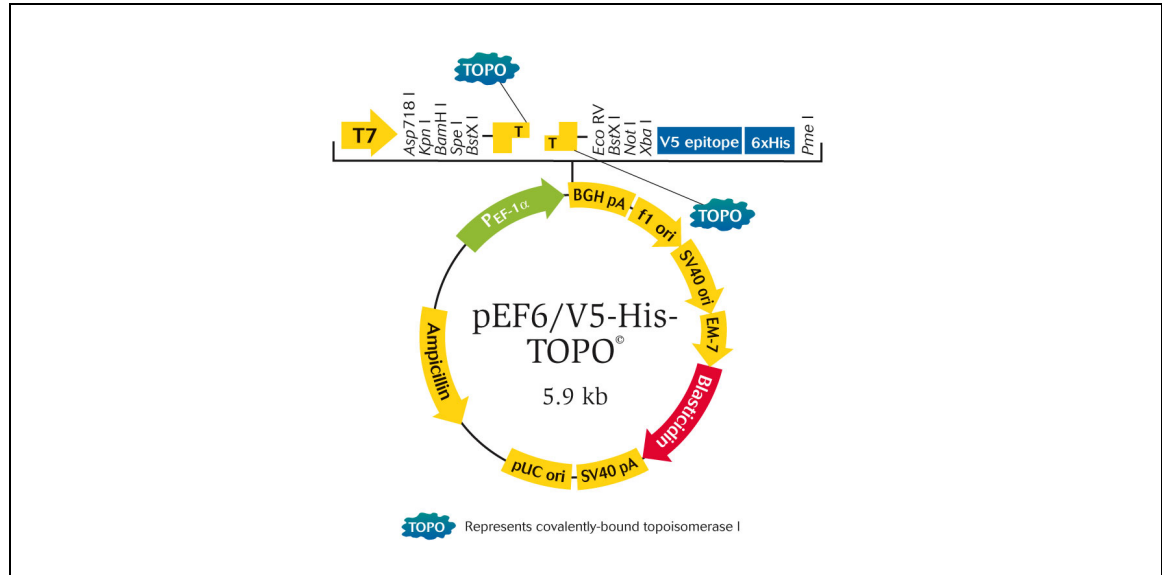 TOPO
T7
Asp718 I
Kpn I
BamH I
Spe I
BstX I
T
T
Eco RV
BstX I
Not I
Xba I
V5 epitope
6xHis
Pme I
TOPO
PEF-1α
BGH pA
f1 ori
SV40 ori
EM-7
Blasticidin
SV40 pA
pUC ori
Ampicillin
pEF6/V5-His-
TOPO©
5.9 kb
TOPO Represents covalently-bound topoisomerase I